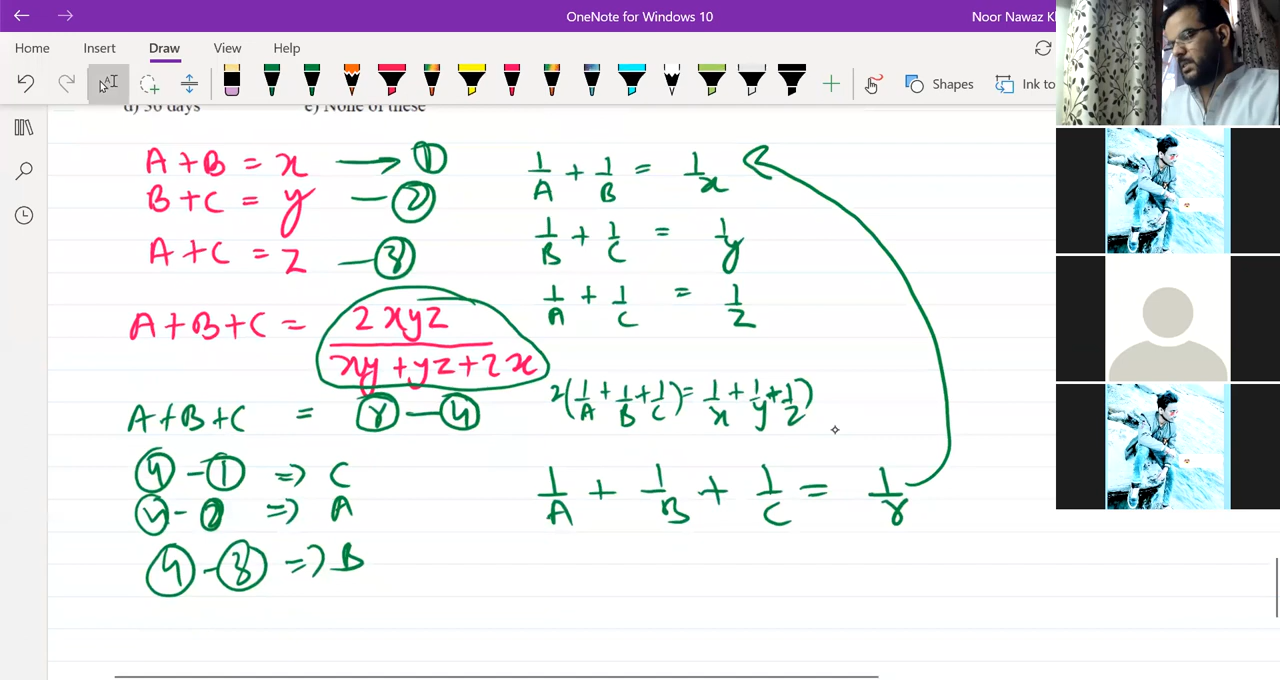 OneNote for Windows 10
Noor Nawaz Kh
Home Insert Draw View Help
Shapes
Ink to
d) 36 days e) None of these
A + B = x → ①
B + C = y — ②
A + C = z — ③
A + B + C = 2xyz / xy + yz + zx
A + B + C = r — ④
④ - ① => C
④ - ② => A
④ - ③ => B
1/A + 1/B = 1/x
1/B + 1/C = 1/y
1/A + 1/C = 1/z
2(1/A + 1/B + 1/C) = 1/x + 1/y + 1/z)
1/A + 1/B + 1/C = 1/r